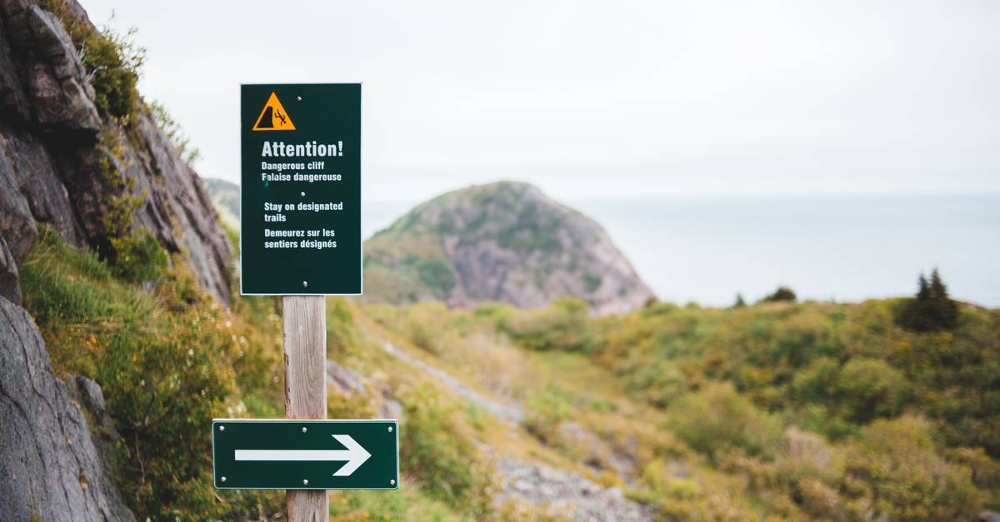 Attention!
Dangerous cliff
Falaise dangereuse
Stay on designated
trails
Demeurez sur les
sentiers désignés